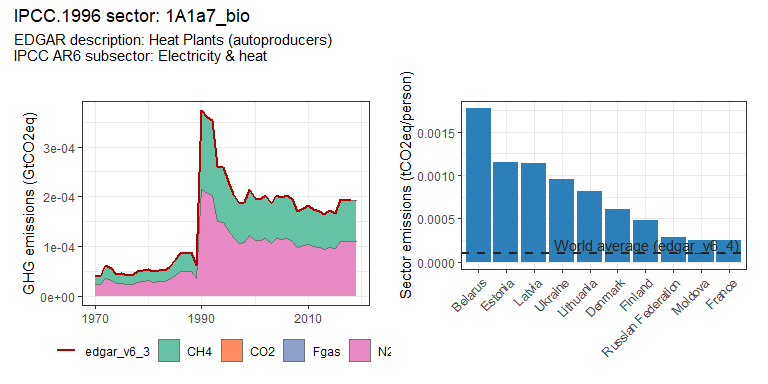 IPCC.1996 sector: 1A1a7_bio
EDGAR description: Heat Plants (autoproducers)
IPCC AR6 subsector: Electricity & heat
GHG emissions (GtCO2eq)
3e-04
2e-04
1e-04
0e+00
1970
1990
2010
edgar_v6_3
CH4
CO2
Fgas
N2
Sector emissions (tCO2eq/person)
0.0015
0.0010
0.0005
0.0000
World average (edgar_v6_4)
Belarus
Estonia
Latvia
Ukraine
Lithuania
Denmark
Finland
Russian Federation
Moldova
France